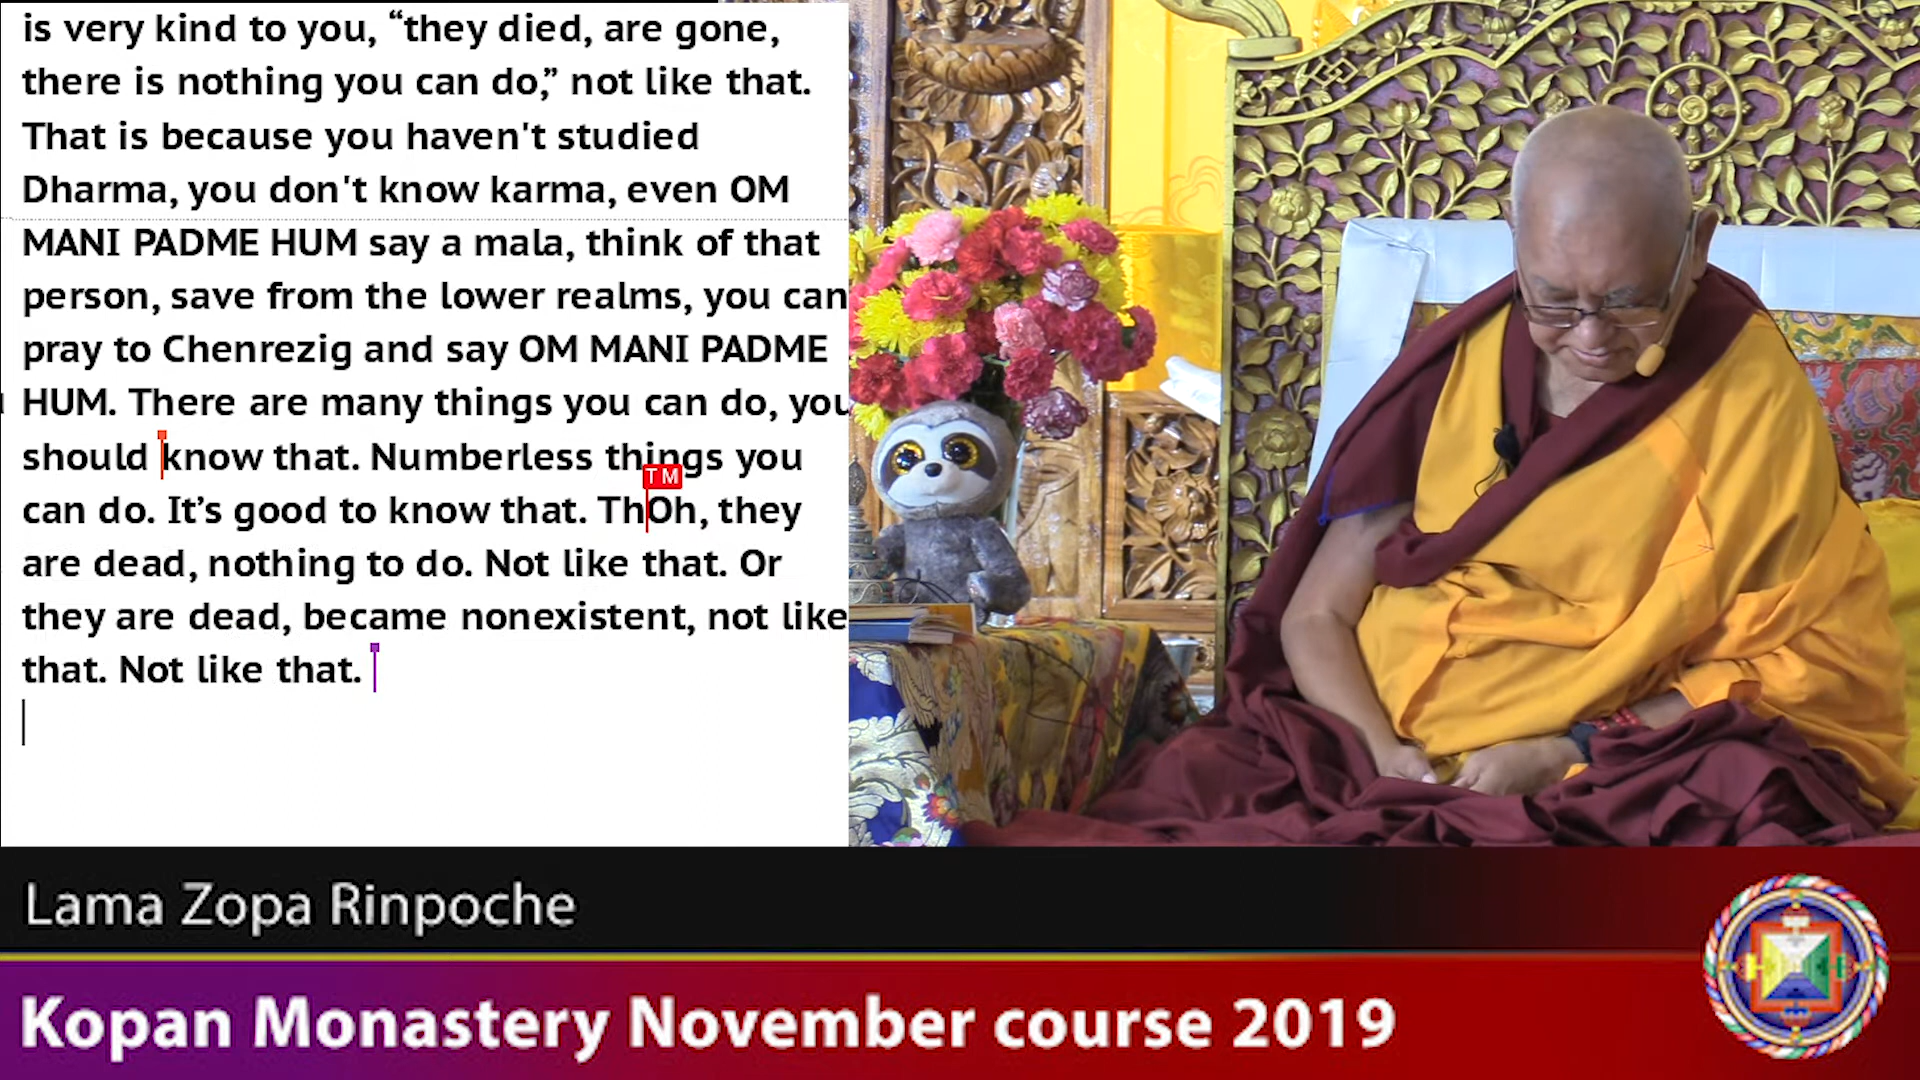 is very kind to you, “they died, are gone,
there is nothing you can do,” not like that.
That is because you haven't studied
Dharma, you don't know karma, even OM
MANI PADME HUM say a mala, think of that
person, save from the lower realms, you can
pray to Chenrezig and say OM MANI PADME
HUM. There are many things you can do, you
should know that. Numberless things you
TM
can do. It’s good to know that. ThOh, they
are dead, nothing to do. Not like that. Or
they are dead, became nonexistent, not like
that. Not like that.
Lama Zopa Rinpoche
Kopan Monastery November course 2019